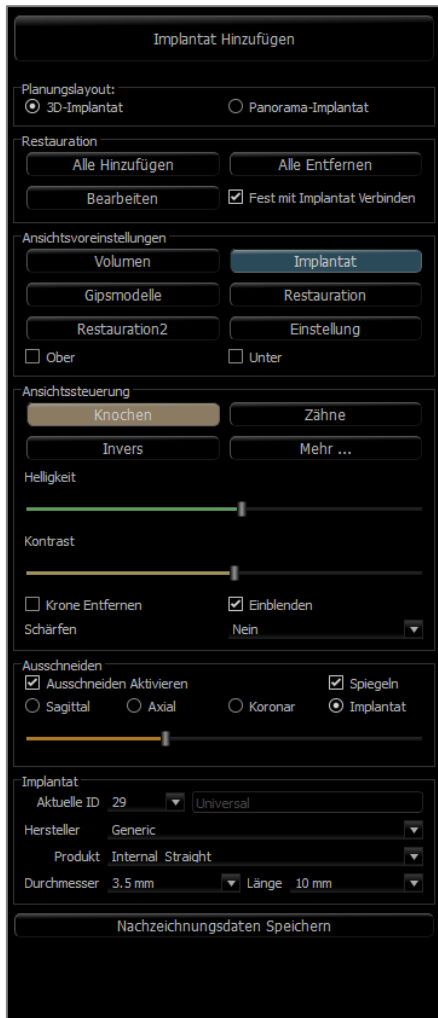 Implantat Hinzufügen
Planungslayout:
3D-Implantat Panorama-Implantat
Restauration
Alle Hinzufügen Alle Entfernen
Bearbeiten Fest mit Implantat Verbinden
Ansichtsvoreinstellungen
Volumen Implantat
Gipsmodelle Restauration
Restauration2 Einstellung
Ober Unter
Ansichtssteuerung
Knochen Zähne
Invers Mehr ...
Helligkeit
Kontrast
Krone Entfernen Einblenden
Schärfen Nein
Ausschneiden
Ausschneiden Aktivieren Spiegeln
Sagittal Axial Koronar Implantat
Implantat
Aktuelle ID 29 Universal
Hersteller Generic
Produkt Internal Straight
Durchmesser 3.5 mm Länge 10 mm
Nachzeichnungsdaten Speichern